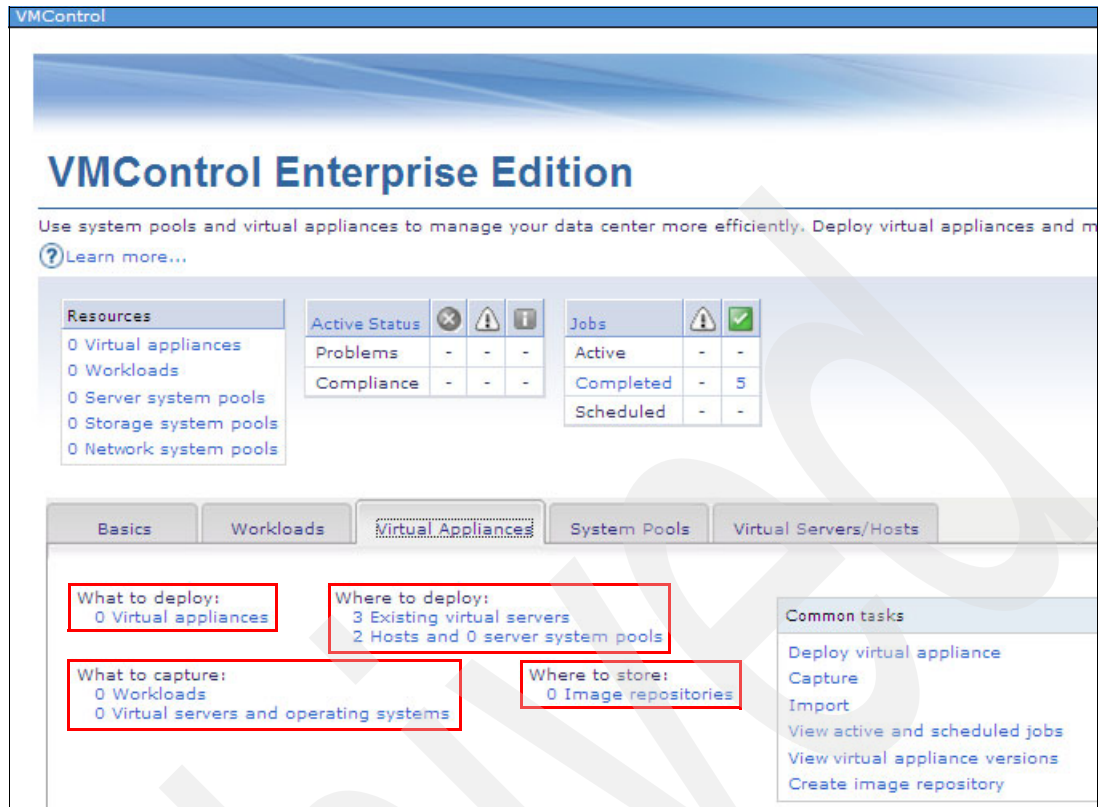 VMControl
VMControl Enterprise Edition
Use system pools and virtual appliances to manage your data center more efficiently. Deploy virtual appliances and m
Learn more...
Resources
0 Virtual appliances
0 Workloads
0 Server system pools
0 Storage system pools
0 Network system pools
Active Status
Problems - - -
Compliance - - -
Jobs
Active - -
Completed - 5
Scheduled - -
Basics Workloads Virtual Appliances System Pools Virtual Servers/Hosts
What to deploy:
0 Virtual appliances
Where to deploy:
3 Existing virtual servers
2 Hosts and 0 server system pools
What to capture:
0 Workloads
0 Virtual servers and operating systems
Where to store:
0 Image repositories
Common tasks
Deploy virtual appliance
Capture
Import
View active and scheduled jobs
View virtual appliance versions
Create image repository